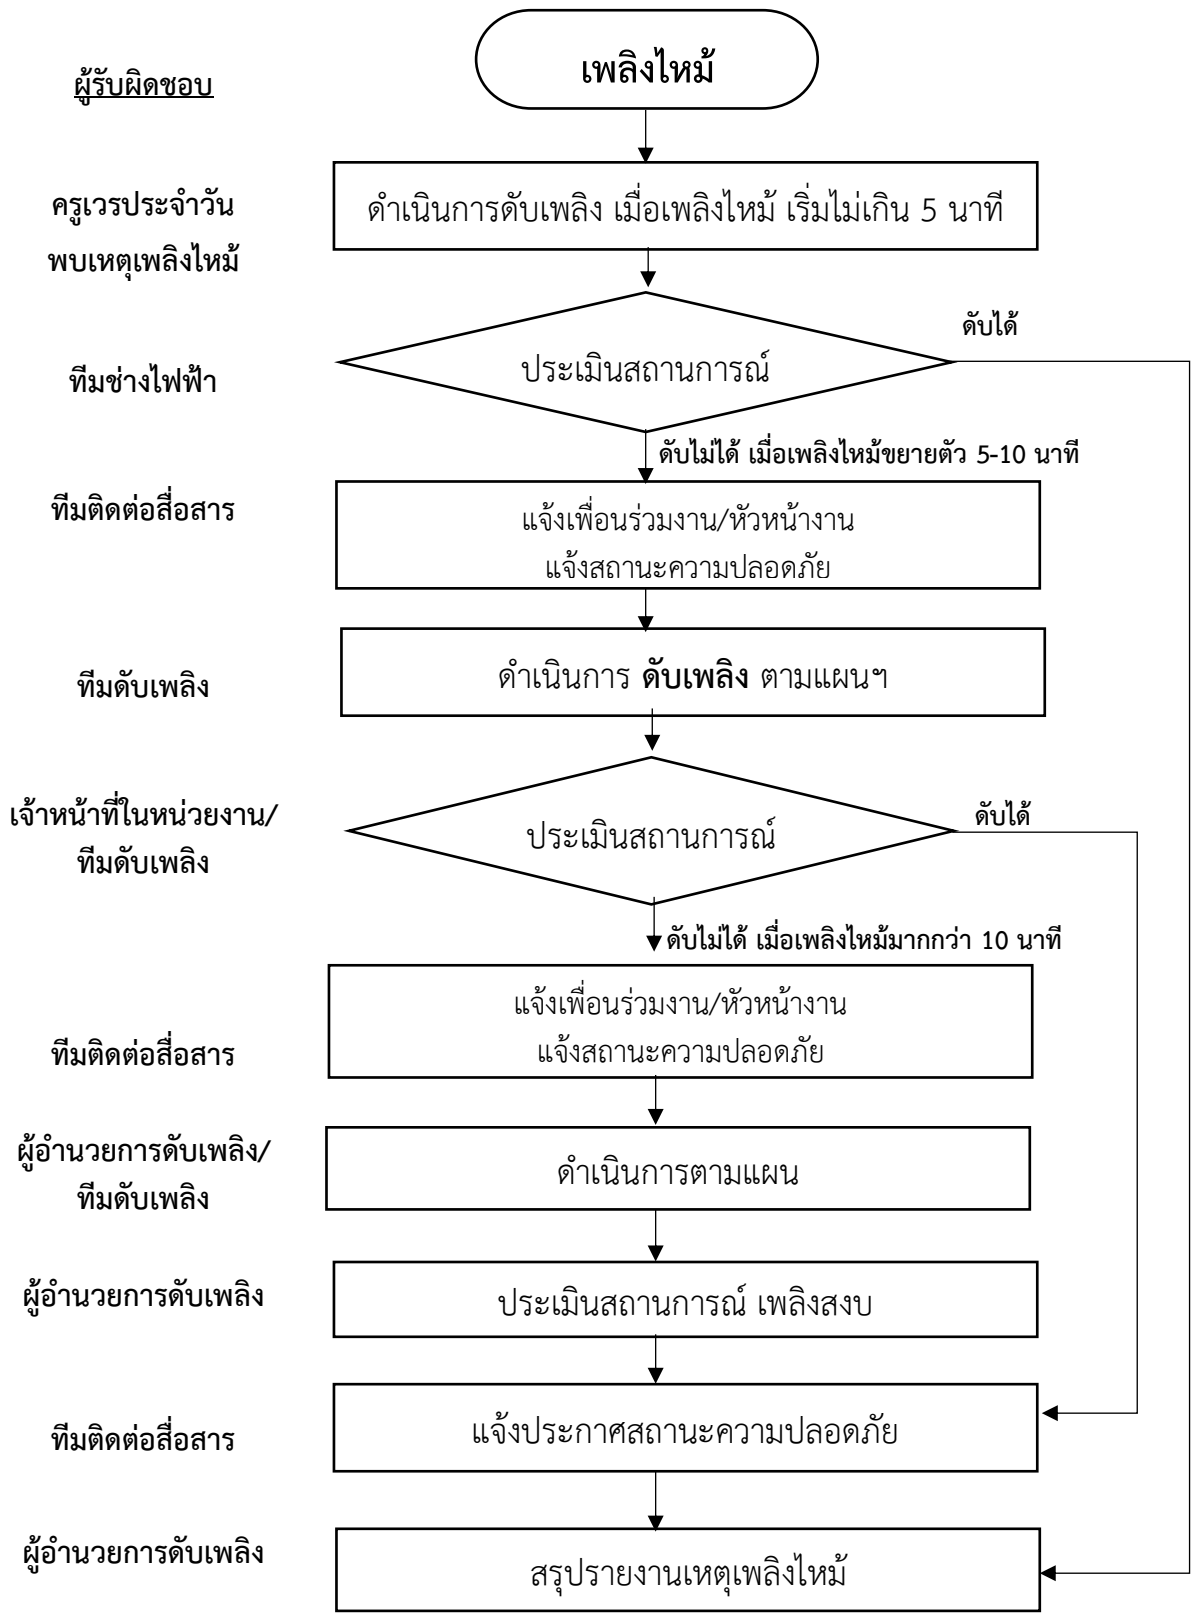 เพลิงไหม้
ผู้รับผิดชอบ
ครูเวรประจำวัน
พบเหตุเพลิงไหม้
ดำเนินการดับเพลิง เมื่อเพลิงไหม้ เริ่มไม่เกิน 5 นาที
ดับได้
ทีมช่างไฟฟ้า
ประเมินสถานการณ์
ดับไม่ได้ เมื่อเพลิงไหม้ขยายตัว 5-10 นาที
ทีมติดต่อสื่อสาร
แจ้งเพื่อนร่วมงาน/หัวหน้างาน
แจ้งสถานะความปลอดภัย
ทีมดับเพลิง
ดำเนินการ ดับเพลิง ตามแผนฯ
เจ้าหน้าที่ในหน่วยงาน/
ทีมดับเพลิง
ประเมินสถานการณ์
ดับได้
ดับไม่ได้ เมื่อเพลิงไหม้มากกว่า 10 นาที
แจ้งเพื่อนร่วมงาน/หัวหน้างาน
แจ้งสถานะความปลอดภัย
ทีมติดต่อสื่อสาร
ผู้อำนวยการดับเพลิง/
ทีมดับเพลิง
ดำเนินการตามแผน
ผู้อำนวยการดับเพลิง
ประเมินสถานการณ์ เพลิงสงบ
ทีมติดต่อสื่อสาร
แจ้งประกาศสถานะความปลอดภัย
ผู้อำนวยการดับเพลิง
สรุปรายงานเหตุเพลิงไหม้